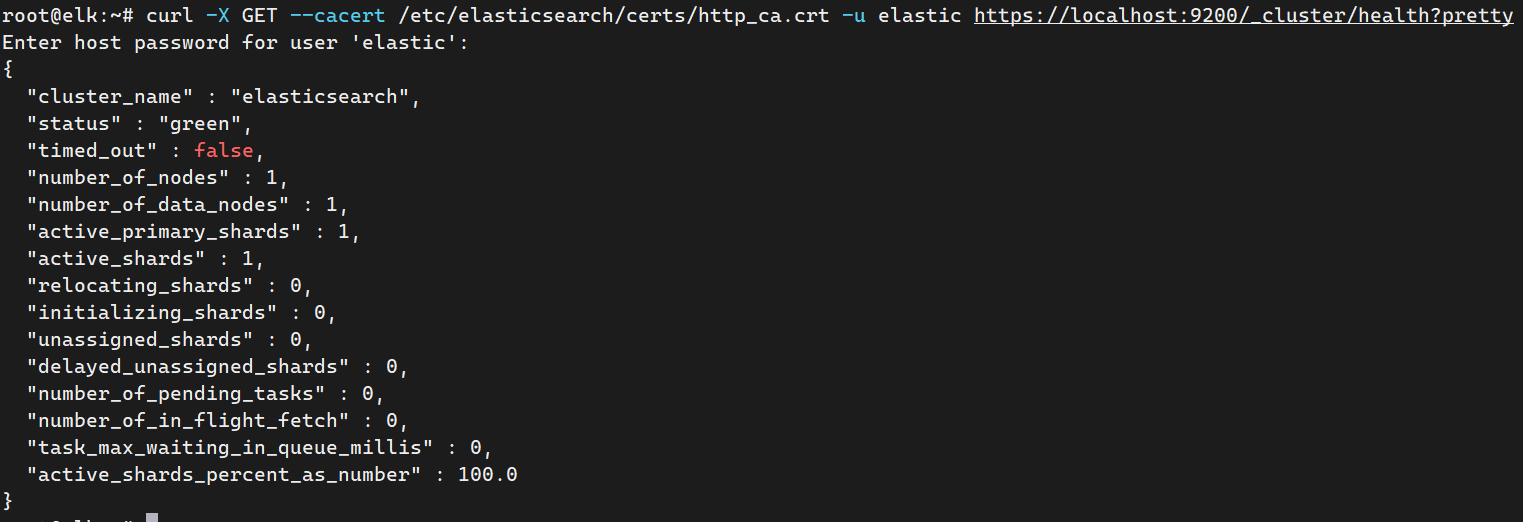 root@elk:~# curl -X GET --cacert /etc/elasticsearch/certs/http_ca.crt -u elastic https://localhost:9200/_cluster/health?pretty
Enter host password for user 'elastic':
{
  "cluster_name" : "elasticsearch",
  "status" : "green",
  "timed_out" : false,
  "number_of_nodes" : 1,
  "number_of_data_nodes" : 1,
  "active_primary_shards" : 1,
  "active_shards" : 1,
  "relocating_shards" : 0,
  "initializing_shards" : 0,
  "unassigned_shards" : 0,
  "delayed_unassigned_shards" : 0,
  "number_of_pending_tasks" : 0,
  "number_of_in_flight_fetch" : 0,
  "task_max_waiting_in_queue_millis" : 0,
  "active_shards_percent_as_number" : 100.0
}